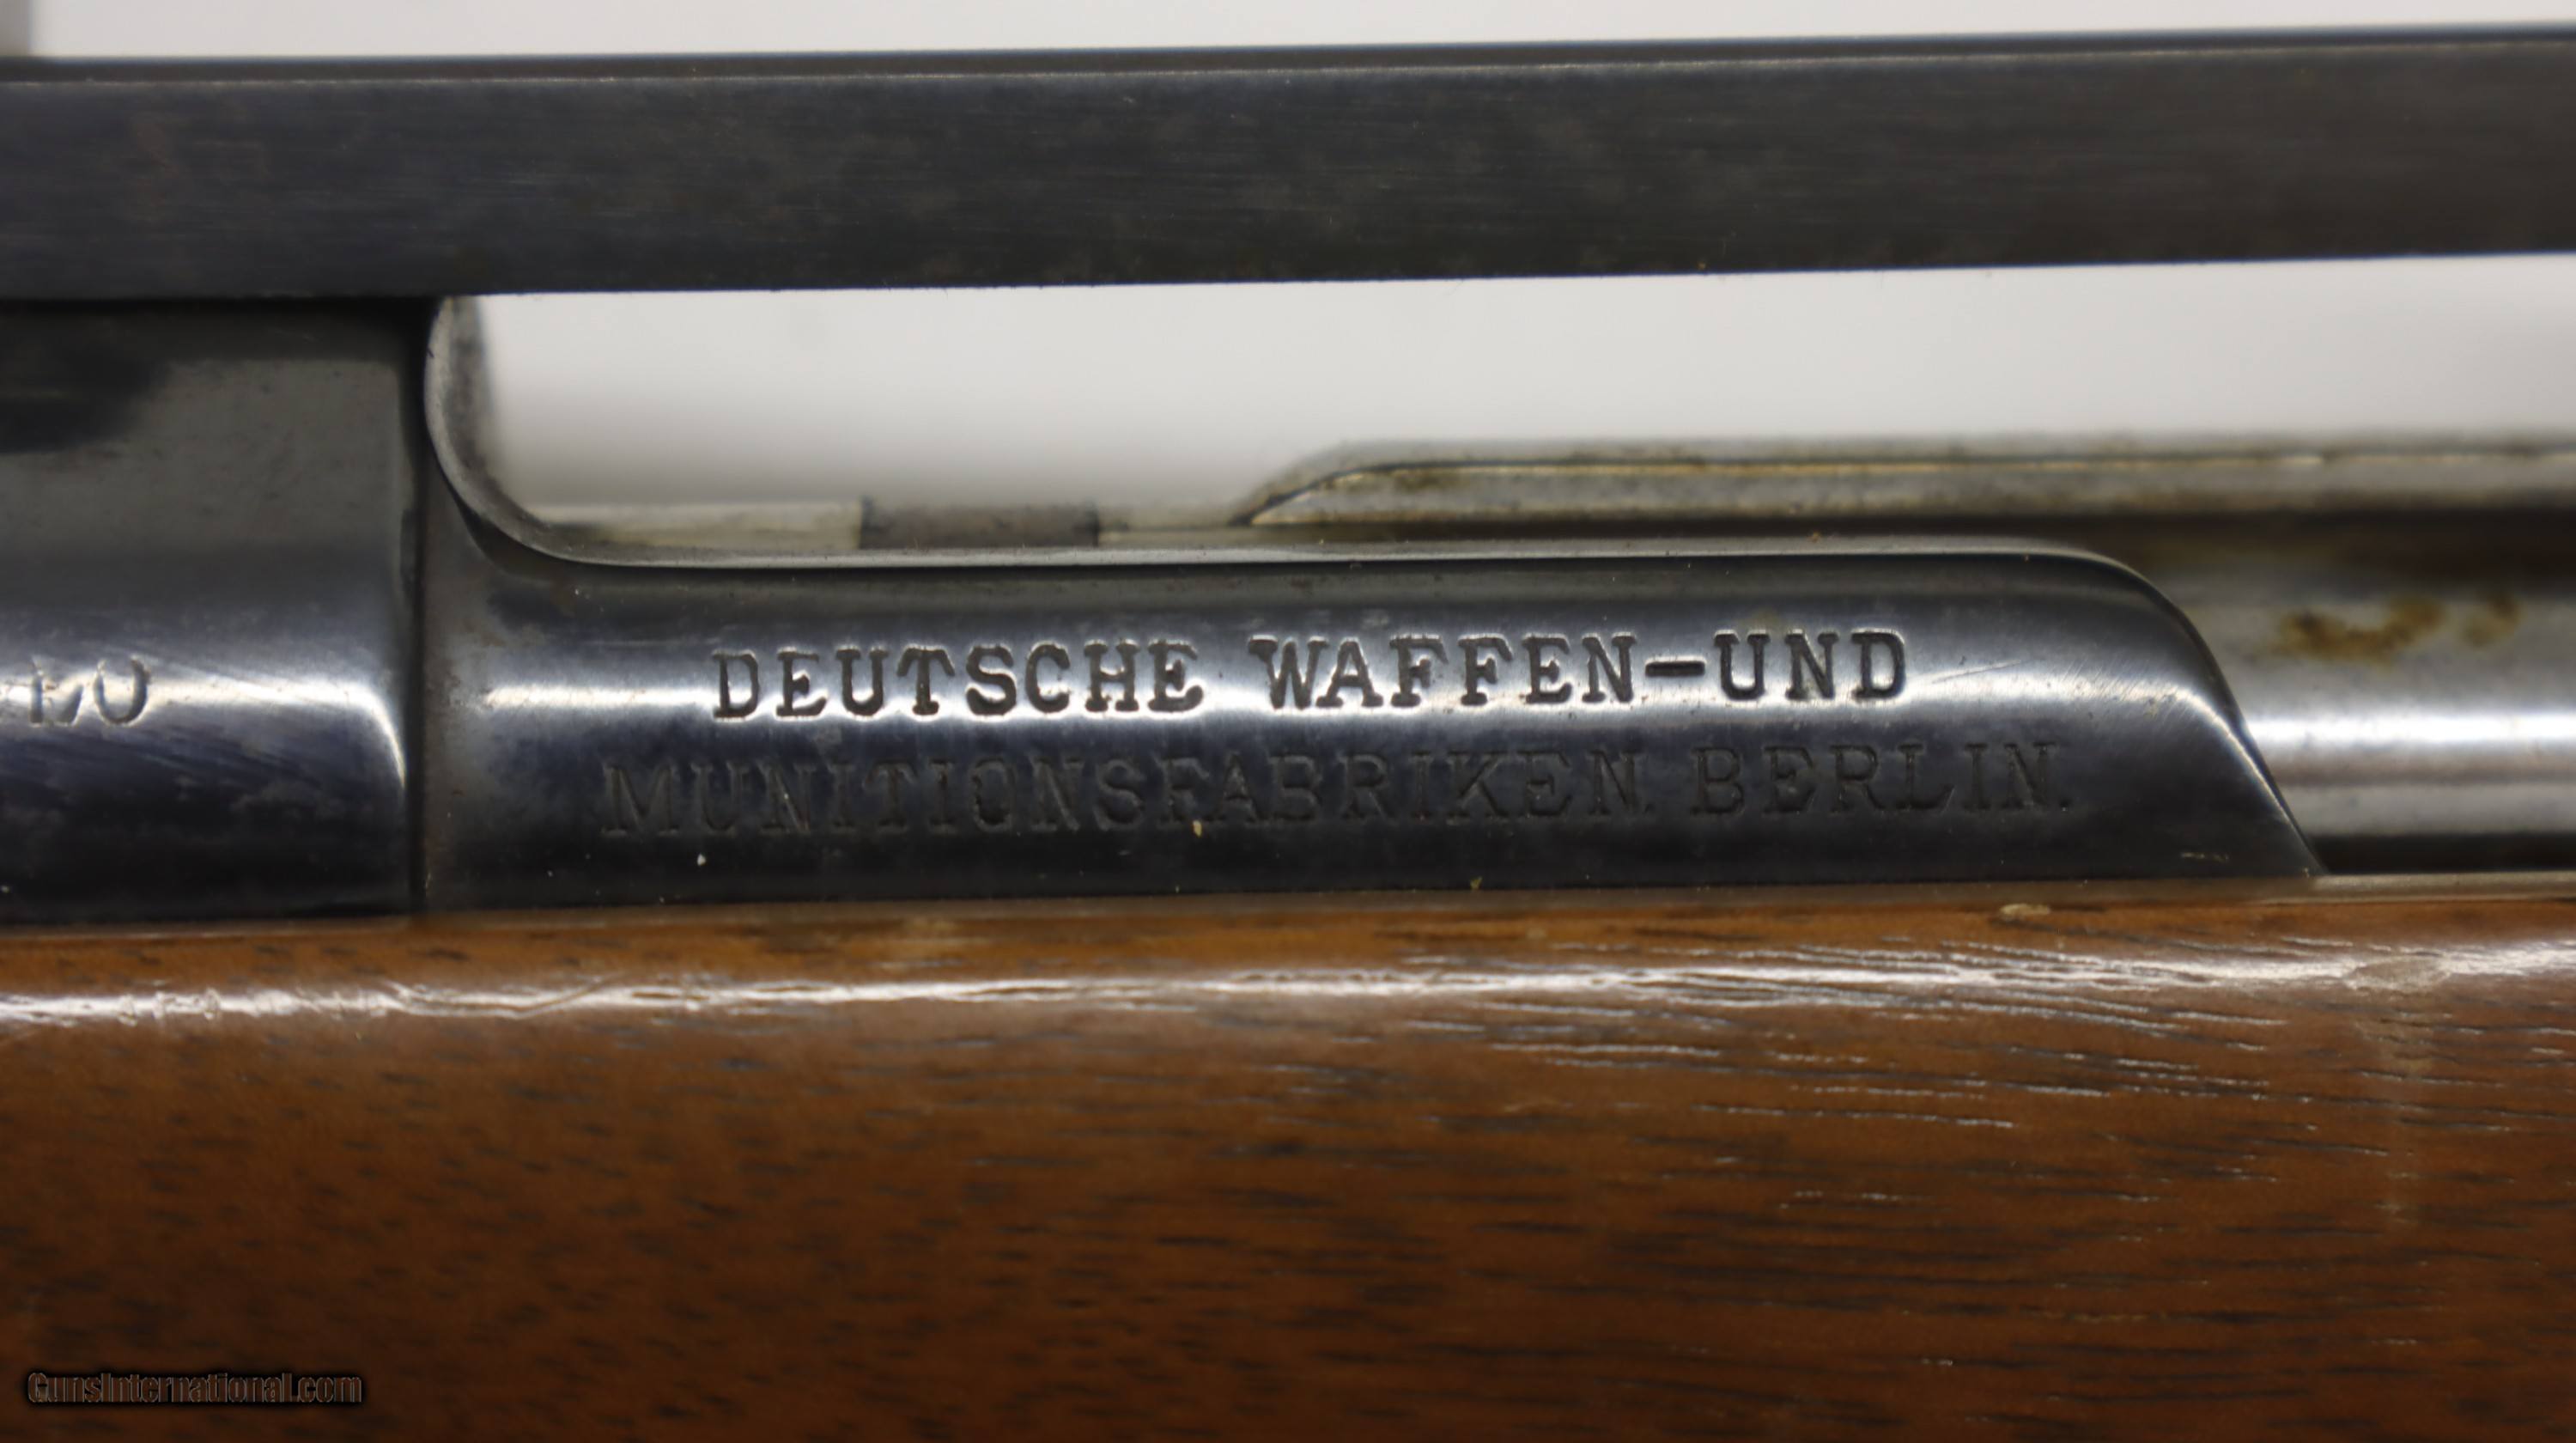 DEUTSCHE WAFFEN-UND
MUNITIONSFABRIKEN. BERLIN.
GunsInternational.com